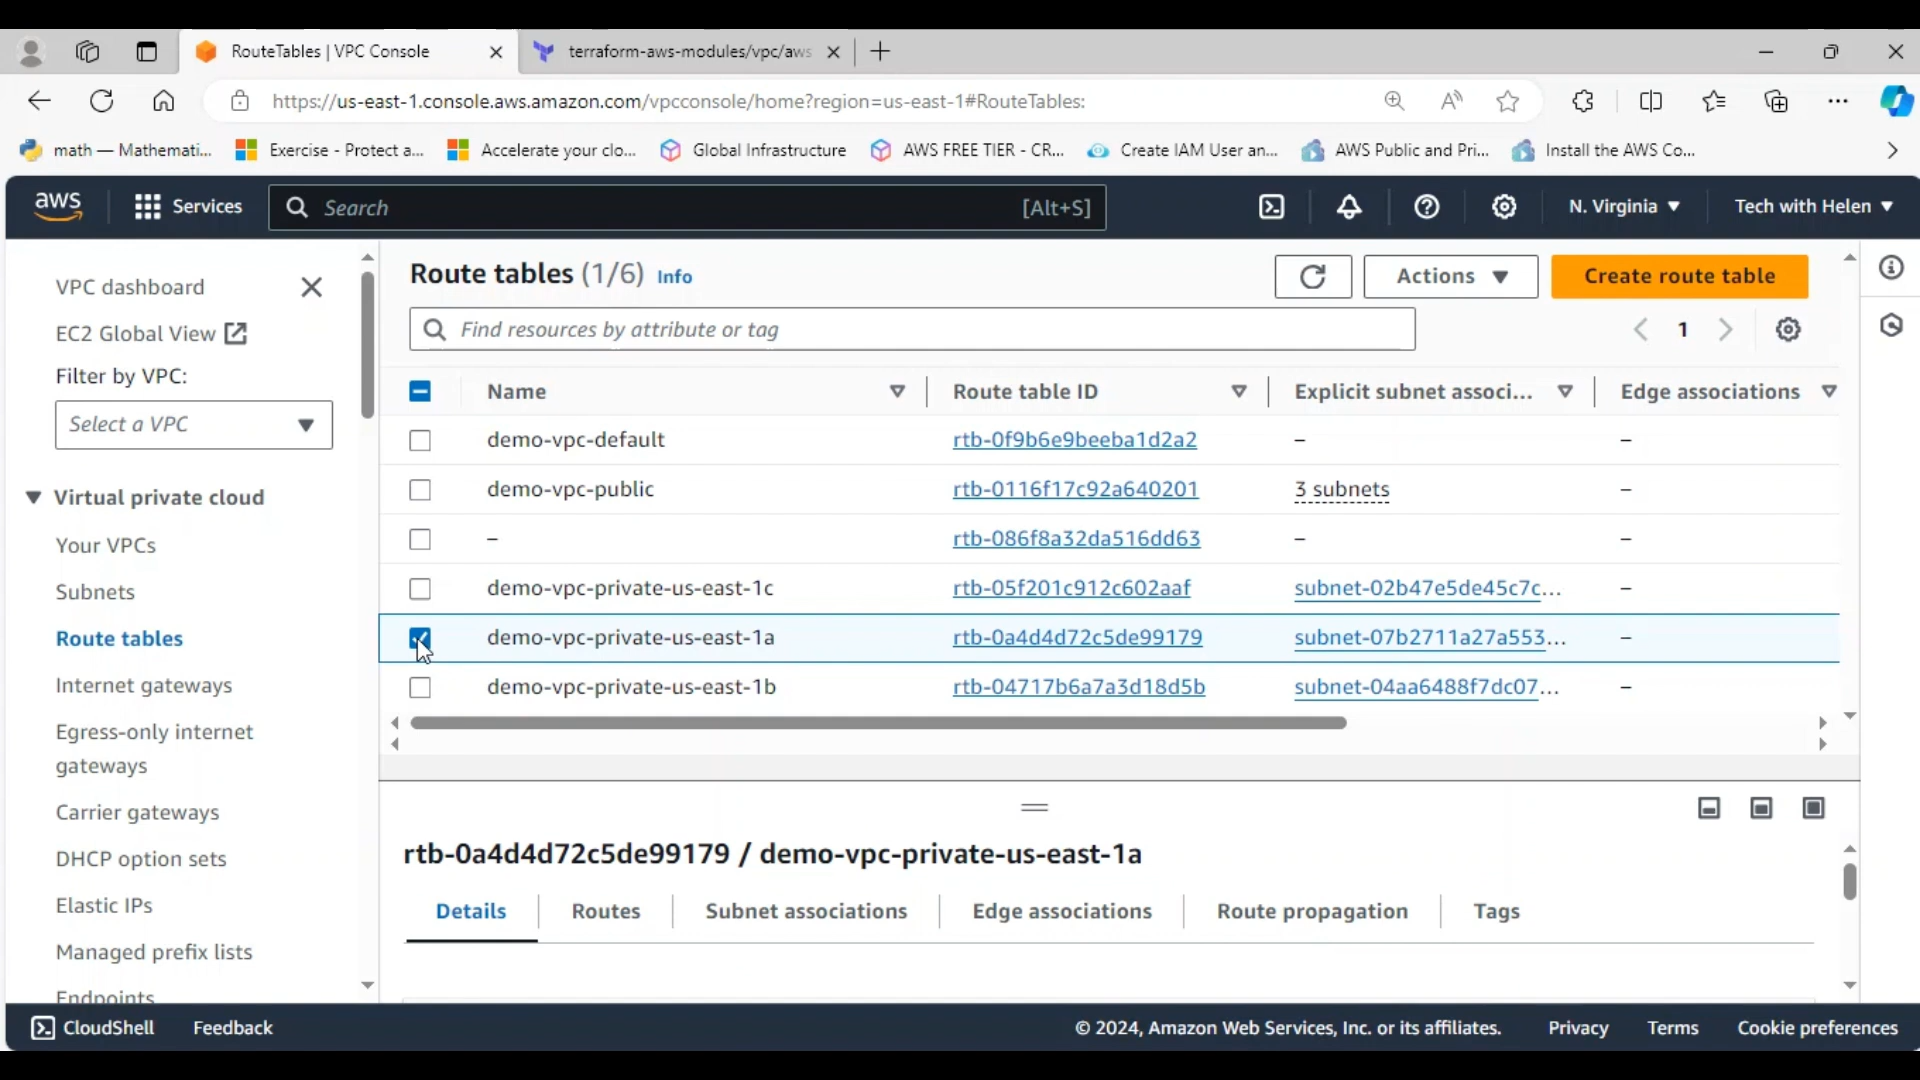 RouteTables | VPC Console
terraform-aws-modules/vpc/aws
https://us-east-1.console.aws.amazon.com/vpcconsole/home?region=us-east-1#RouteTables:
math — Mathemati... Exercise - Protect a... Accelerate your clo... Global Infrastructure AWS FREE TIER - CR... Create IAM User an... AWS Public and Pri... Install the AWS Co...
aws Services Search [Alt+S] N. Virginia Tech with Helen
VPC dashboard
EC2 Global View
Filter by VPC:
Select a VPC
Virtual private cloud
Your VPCs
Subnets
Route tables
Internet gateways
Egress-only internet
gateways
Carrier gateways
DHCP option sets
Elastic IPs
Managed prefix lists
Endpoints
Route tables (1/6) Info
Actions Create route table
Find resources by attribute or tag
1
Name Route table ID Explicit subnet associ... Edge associations
demo-vpc-default rtb-0f9b6e9beeba1d2a2 – –
demo-vpc-public rtb-0116f17c92a640201 3 subnets –
– rtb-086f8a32da516dd63 – –
demo-vpc-private-us-east-1c rtb-05f201c912c602aaf subnet-02b47e5de45c7c... –
demo-vpc-private-us-east-1a rtb-0a4d4d72c5de99179 subnet-07b2711a27a553... –
demo-vpc-private-us-east-1b rtb-04717b6a7a3d18d5b subnet-04aa6488f7dc07... –
rtb-0a4d4d72c5de99179 / demo-vpc-private-us-east-1a
Details Routes Subnet associations Edge associations Route propagation Tags
CloudShell Feedback © 2024, Amazon Web Services, Inc. or its affiliates. Privacy Terms Cookie preferences